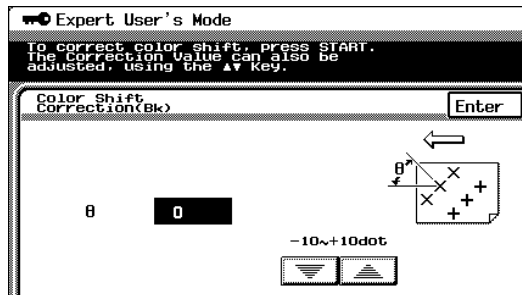 Expert User's Mode
To correct color shift, press START.
The Correction Value can also be
adjusted, using the ▲▼ Key.
Color Shift
Correction(Bk)
Enter
θ
θ 0
-10~+10dot